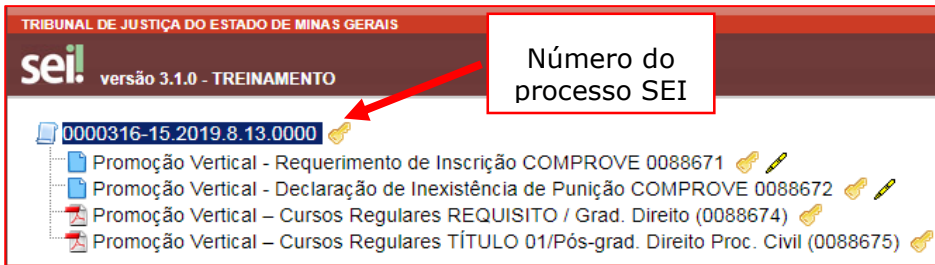 TRIBUNAL DE JUSTIÇA DO ESTADO DE MINAS GERAIS
sei! versão 3.1.0 - TREINAMENTO
Número do
processo SEI
0000316-15.2019.8.13.0000
Promoção Vertical - Requerimento de Inscrição COMPROVE 0088671
Promoção Vertical - Declaração de Inexistência de Punição COMPROVE 0088672
Promoção Vertical – Cursos Regulares REQUISITO / Grad. Direito (0088674)
Promoção Vertical – Cursos Regulares TÍTULO 01/Pós-grad. Direito Proc. Civil (0088675)